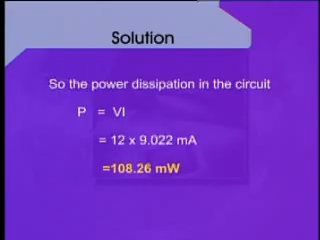 Solution
So the power dissipation in the circuit
P = VI
= 12 x 9.022 mA
=108.26 mW